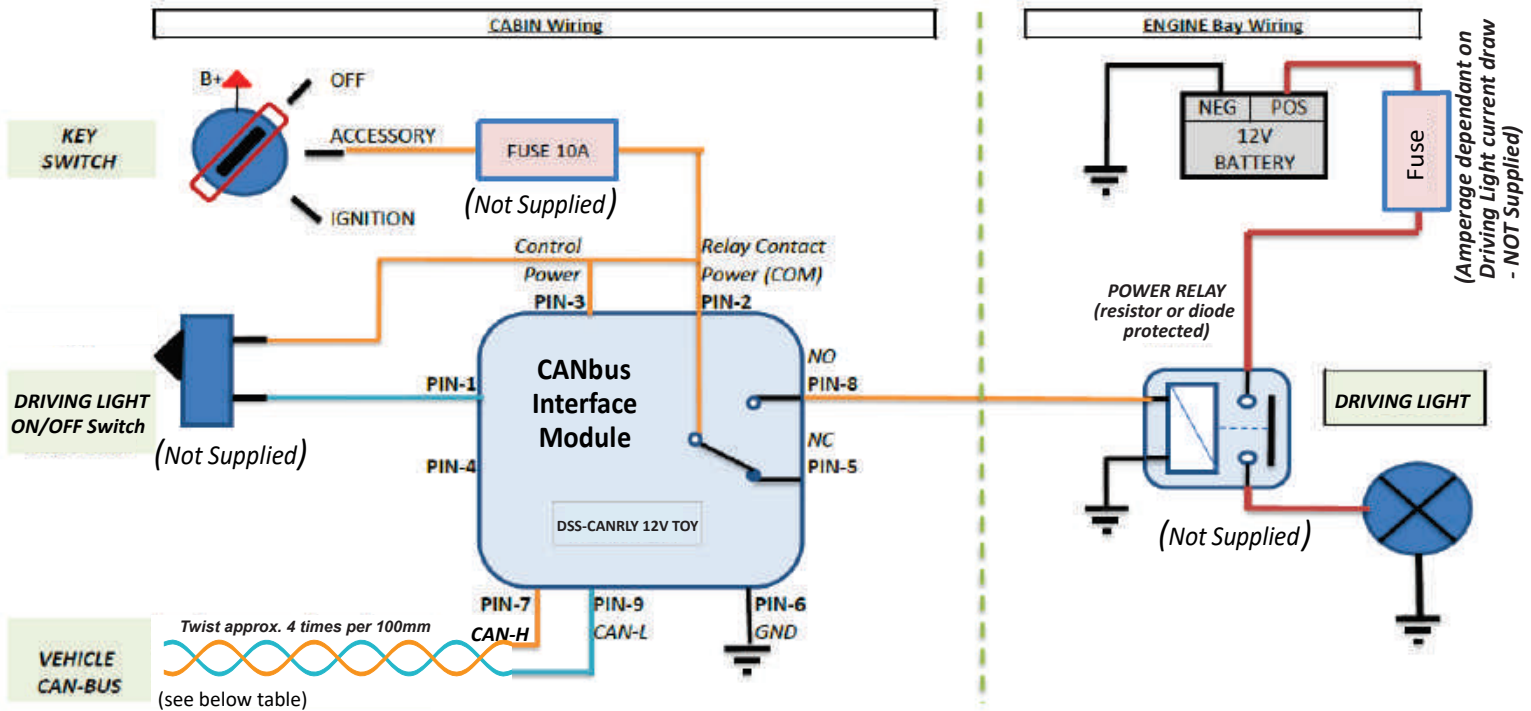 CABIN Wiring
ENGINE Bay Wiring
B+
OFF
KEY
SWITCH
ACCESSORY
FUSE 10A
(Not Supplied)
IGNITION
NEG
POS
12V
BATTERY
Fuse
(Amperage dependant on
Driving Light current draw
- NOT Supplied)
Control
Power
PIN-3
Relay Contact
Power (COM)
PIN-2
POWER RELAY
(resistor or diode
protected)
DRIVING LIGHT
ON/OFF Switch
(Not Supplied)
PIN-1
PIN-4
CANbus
Interface
Module
DSS-CANRLY 12V TOY
NO
PIN-8
NC
PIN-5
DRIVING LIGHT
(Not Supplied)
PIN-7
CAN-H
PIN-9
CAN-L
PIN-6
GND
Twist approx. 4 times per 100mm
VEHICLE
CAN-BUS
(see below table)